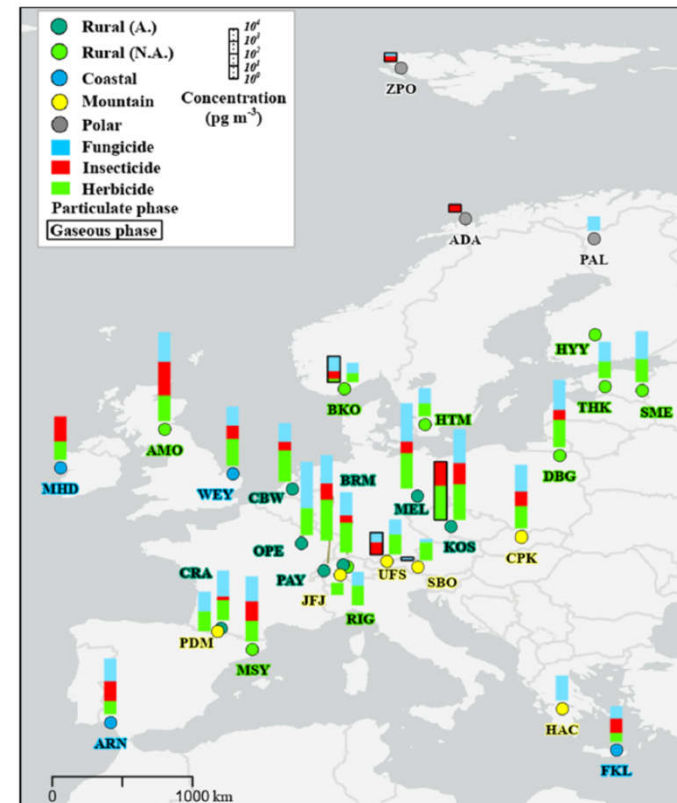 Rural (A.)
Rural (N.A.)
Coastal
Mountain
Polar
Fungicide
Insecticide
Herbicide
Particulate phase
Gaseous phase
10⁴
10³
10²
10¹
10⁰
Concentration
(pg m⁻³)
ZPO
ADA
PAL
HYY
THK
SME
BKO
HTM
AMO
DBG
MHD
WEY
CBW
BRM
MEL
KOS
CPK
OPE
PAY
UFS
SBO
CRA
JFJ
RIG
PDM
MSY
HAC
ARN
FKL
0
1000 km